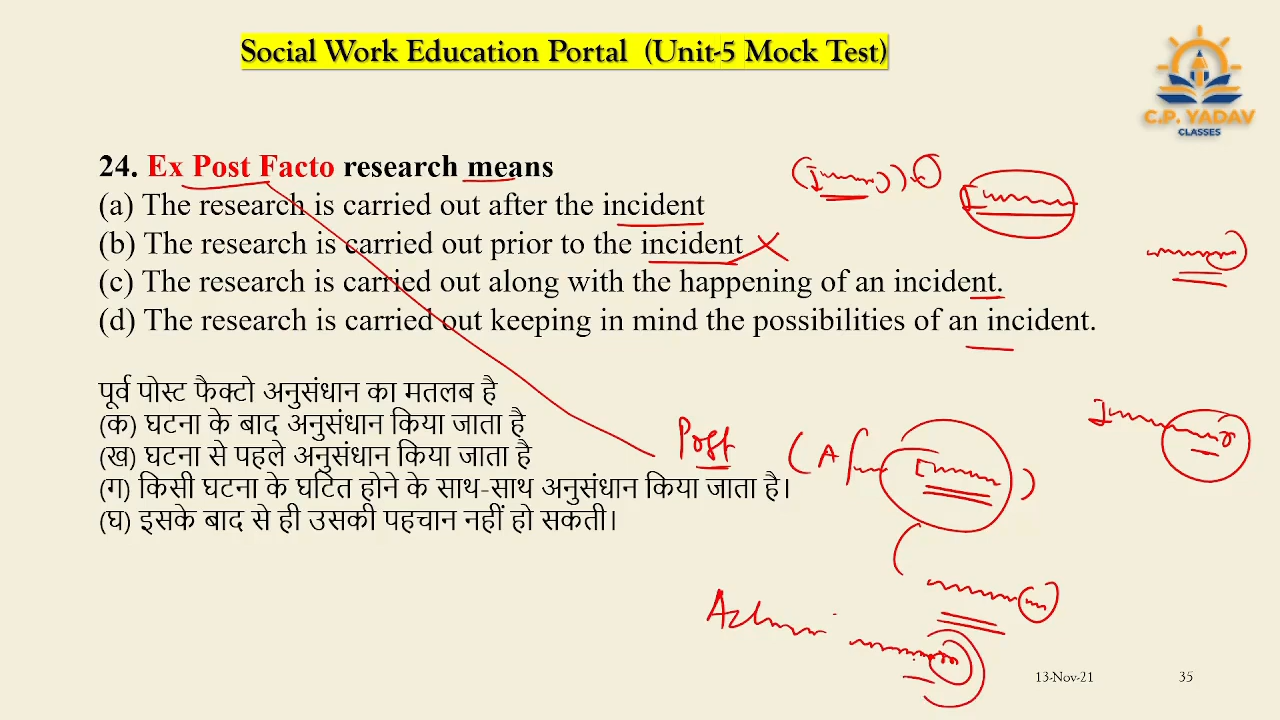 Social Work Education Portal (Unit-5 Mock Test)
C.P. YADAV
CLASSES
24. Ex Post Facto research means
(a) The research is carried out after the incident
(b) The research is carried out prior to the incident
(c) The research is carried out along with the happening of an incident.
(d) The research is carried out keeping in mind the possibilities of an incident.
पूर्व पोस्ट फैक्टो अनुसंधान का मतलब है
(क) घटना के बाद अनुसंधान किया जाता है
(ख) घटना से पहले अनुसंधान किया जाता है
(ग) किसी घटना के घटित होने के साथ-साथ अनुसंधान किया जाता है।
(घ) इसके बाद से ही उसकी पहचान नहीं हो सकती।
Post
13-Nov-21
35